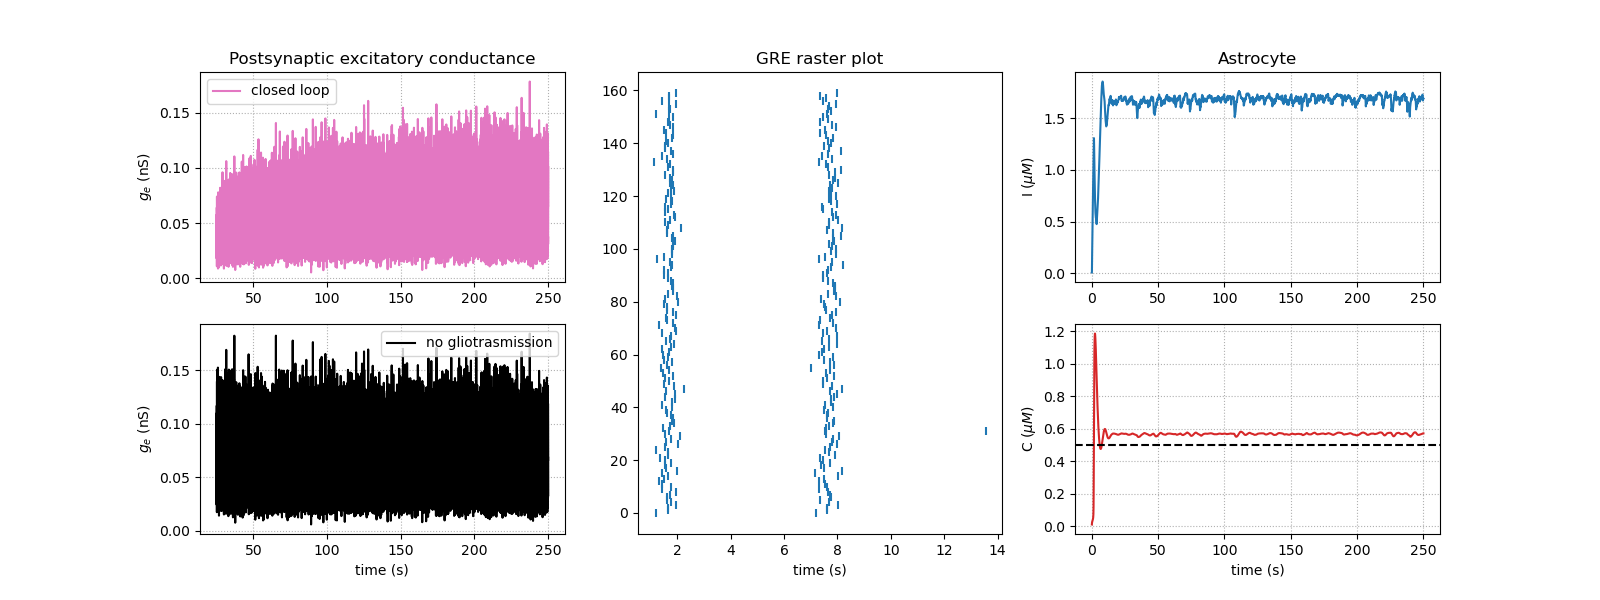 Postsynaptic excitatory conductance
closed loop
g_e (nS)
0.15
0.10
0.05
0.00
50 100 150 200 250
no gliotrasmission
g_e (nS)
0.15
0.10
0.05
0.00
50 100 150 200 250
time (s)
GRE raster plot
160
140
120
100
80
60
40
20
0
2 4 6 8 10 12 14
time (s)
Astrocyte
I (μM)
1.5
1.0
0.5
0.0
0 50 100 150 200 250
C (μM)
1.2
1.0
0.8
0.6
0.4
0.2
0.0
0 50 100 150 200 250
time (s)